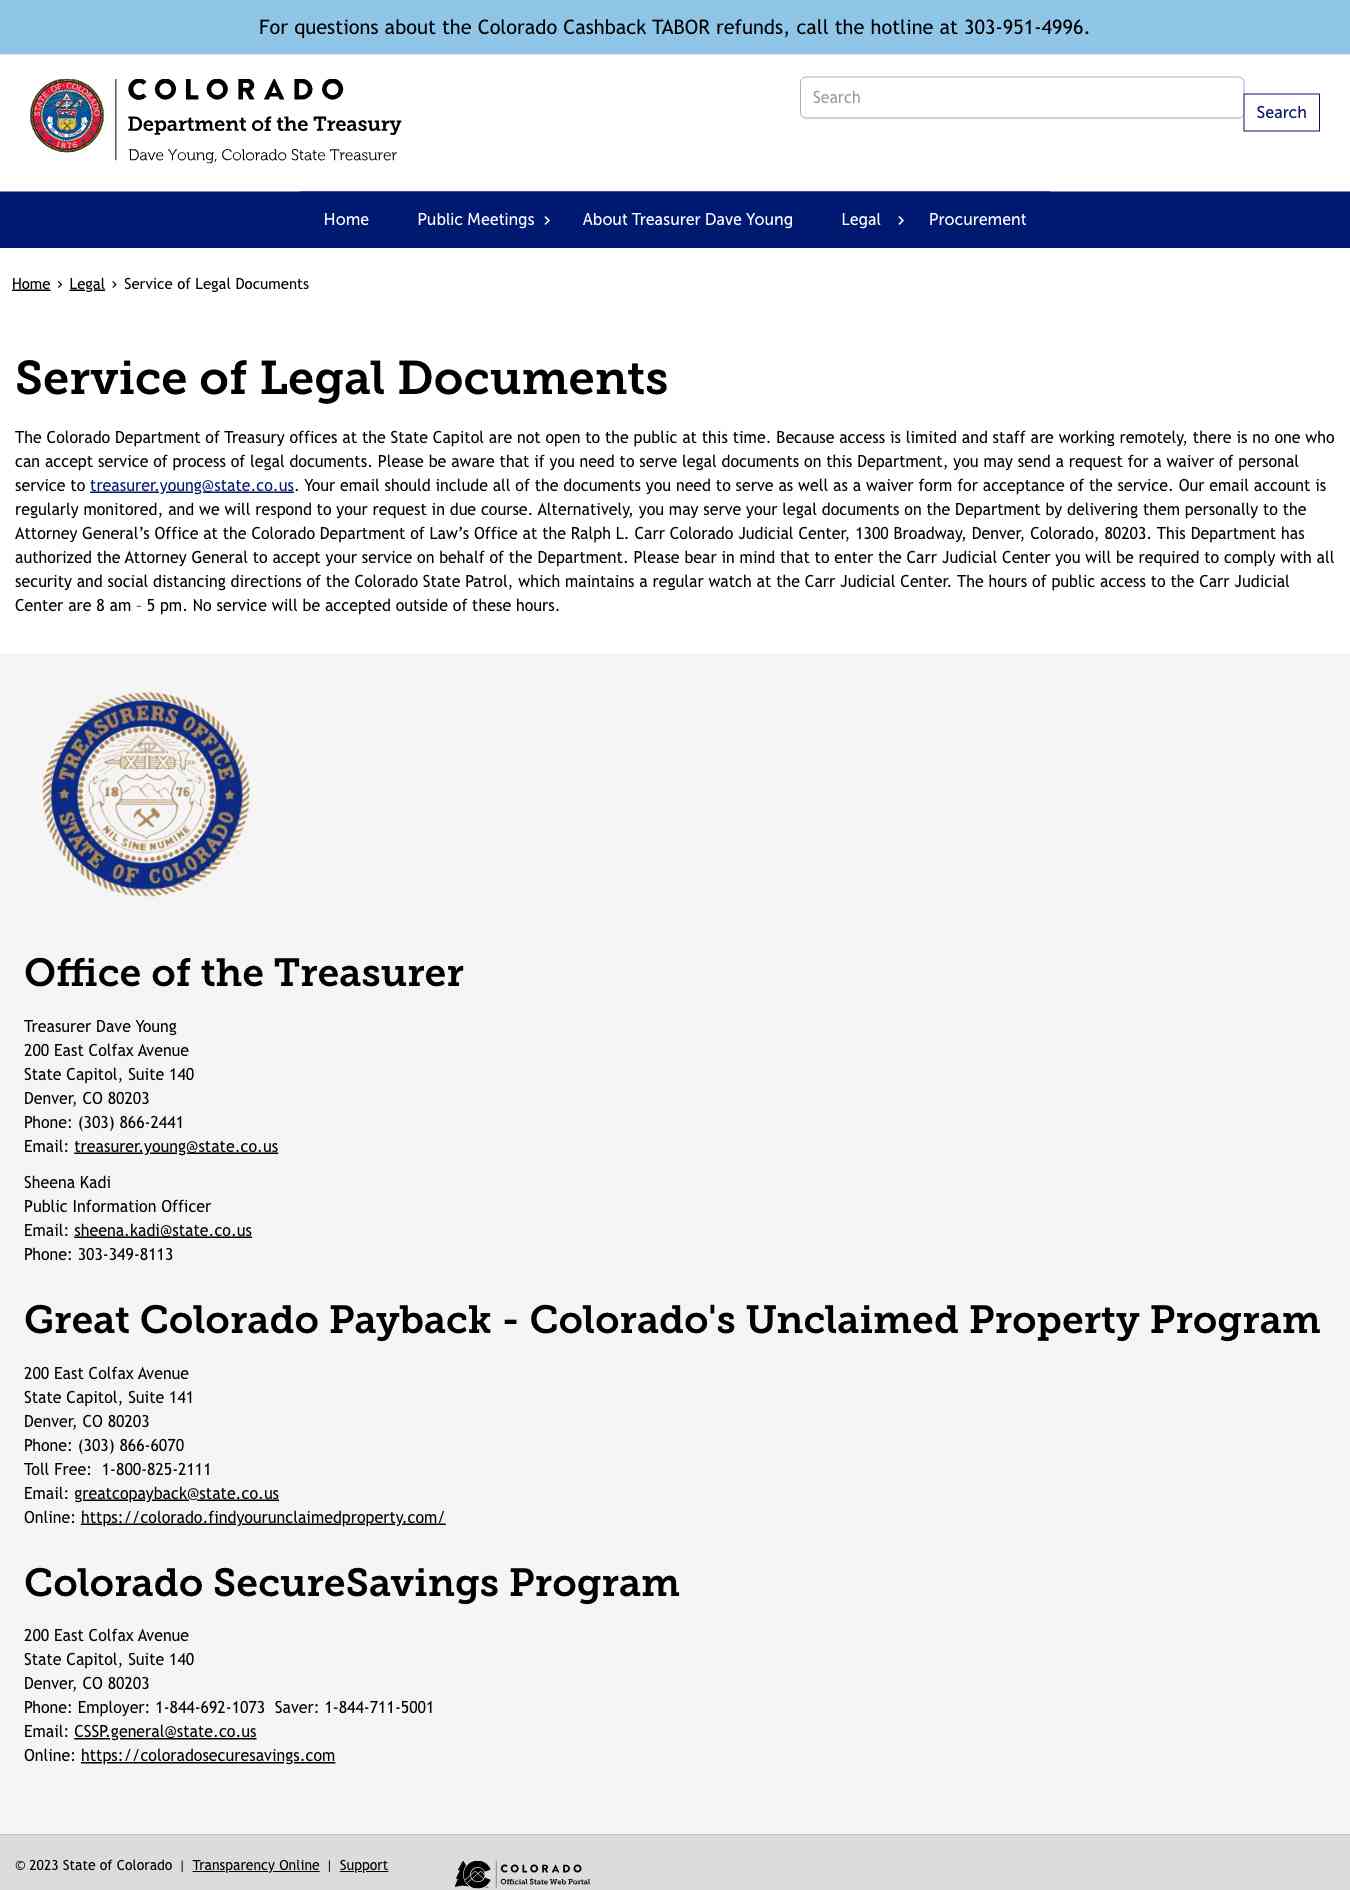 For questions about the Colorado Cashback TABOR refunds, call the hotline at 303-951-4996.
STATE OF COLORADO
1876
COLORADO
Department of the Treasury
Dave Young, Colorado State Treasurer
Search
Search
Home Public Meetings › About Treasurer Dave Young Legal › Procurement
Home › Legal › Service of Legal Documents
Service of Legal Documents
The Colorado Department of Treasury offices at the State Capitol are not open to the public at this time. Because access is limited and staff are working remotely, there is no one who
can accept service of process of legal documents. Please be aware that if you need to serve legal documents on this Department, you may send a request for a waiver of personal
service to treasurer.young@state.co.us. Your email should include all of the documents you need to serve as well as a waiver form for acceptance of the service. Our email account is
regularly monitored, and we will respond to your request in due course. Alternatively, you may serve your legal documents on the Department by delivering them personally to the
Attorney General’s Office at the Colorado Department of Law’s Office at the Ralph L. Carr Colorado Judicial Center, 1300 Broadway, Denver, Colorado, 80203. This Department has
authorized the Attorney General to accept your service on behalf of the Department. Please bear in mind that to enter the Carr Judicial Center you will be required to comply with all
security and social distancing directions of the Colorado State Patrol, which maintains a regular watch at the Carr Judicial Center. The hours of public access to the Carr Judicial
Center are 8 am – 5 pm. No service will be accepted outside of these hours.
TREASURERS OFFICE
18 76
NIL SINE NUMINE
STATE OF COLORADO
Office of the Treasurer
Treasurer Dave Young
200 East Colfax Avenue
State Capitol, Suite 140
Denver, CO 80203
Phone: (303) 866-2441
Email: treasurer.young@state.co.us
Sheena Kadi
Public Information Officer
Email: sheena.kadi@state.co.us
Phone: 303-349-8113
Great Colorado Payback - Colorado's Unclaimed Property Program
200 East Colfax Avenue
State Capitol, Suite 141
Denver, CO 80203
Phone: (303) 866-6070
Toll Free:  1-800-825-2111
Email: greatcopayback@state.co.us
Online: https://colorado.findyourunclaimedproperty.com/
Colorado SecureSavings Program
200 East Colfax Avenue
State Capitol, Suite 140
Denver, CO 80203
Phone: Employer: 1-844-692-1073  Saver: 1-844-711-5001
Email: CSSP.general@state.co.us
Online: https://coloradosecuresavings.com
© 2023 State of Colorado | Transparency Online | Support
COLORADO
Official State Web Portal